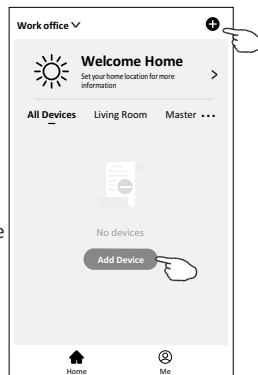 Work office
Welcome Home
Set your home location for more
information
All Devices Living Room Master
No devices
Add Device
Home Me